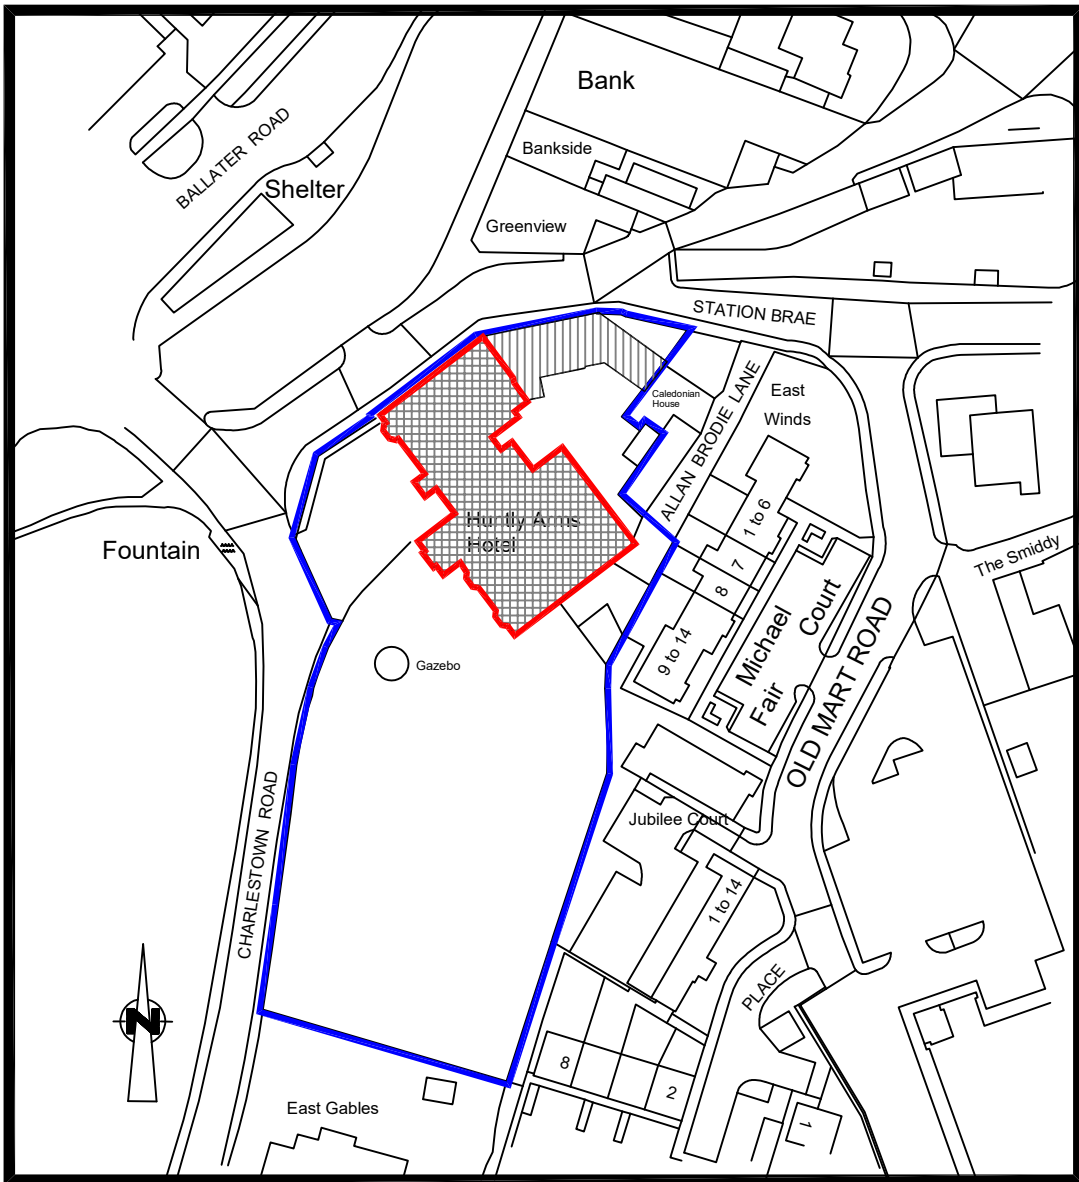 Bank
BALLATER ROAD
Bankside
Shelter
Greenview
STATION BRAE
East
Winds
Caledonian
House
ALLAN BRODIE LANE
1 to 6
Huntly Arms
Hotel
Fountain
The Smiddy
7
8
Michael
Court
Fair
9 to 14
OLD MART ROAD
Gazebo
Jubilee Court
CHARLESTOWN ROAD
1 to 14
PLACE
N
8
2
1
East Gables